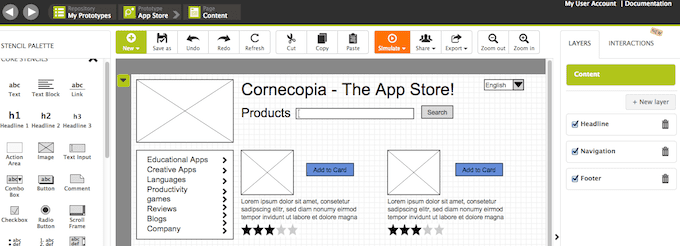 Repository
My Prototypes
Prototype
App Store
Page
Content
My User Account | Documentation
STENCIL PALETTE
New
Save as
Undo
Redo
Refresh
Cut
Copy
Paste
Simulate
Share
Export
Zoom out
Zoom in
LAYERS
INTERACTIONS
NEW
CORE STENCILS
abc
Text
abc
Text Block
abc
Link
h1
Headline 1
h2
Headline 2
h3
Headline 3
Action Area
Image
Text Input
abc
Combo Box
abc
Button
Comment
Checkbox
Radio Button
Scroll Frame
abc
def
abc
def
Cornecopia - The App Store!
English
Products
Search
Educational Apps
Creative Apps
Languages
Productivity
games
Reviews
Blogs
Company
Add to Card
Lorem ipsum dolor sit amet, consetetur
sadipscing elitr, sed diam nonumy eirmod
tempor invidunt ut labore et dolore magna
Add to Card
Lorem ipsum dolor sit amet, consetetur
sadipscing elitr, sed diam nonumy eirmod
tempor invidunt ut labore et dolore magna
Content
+ New layer
Headline
Navigation
Footer